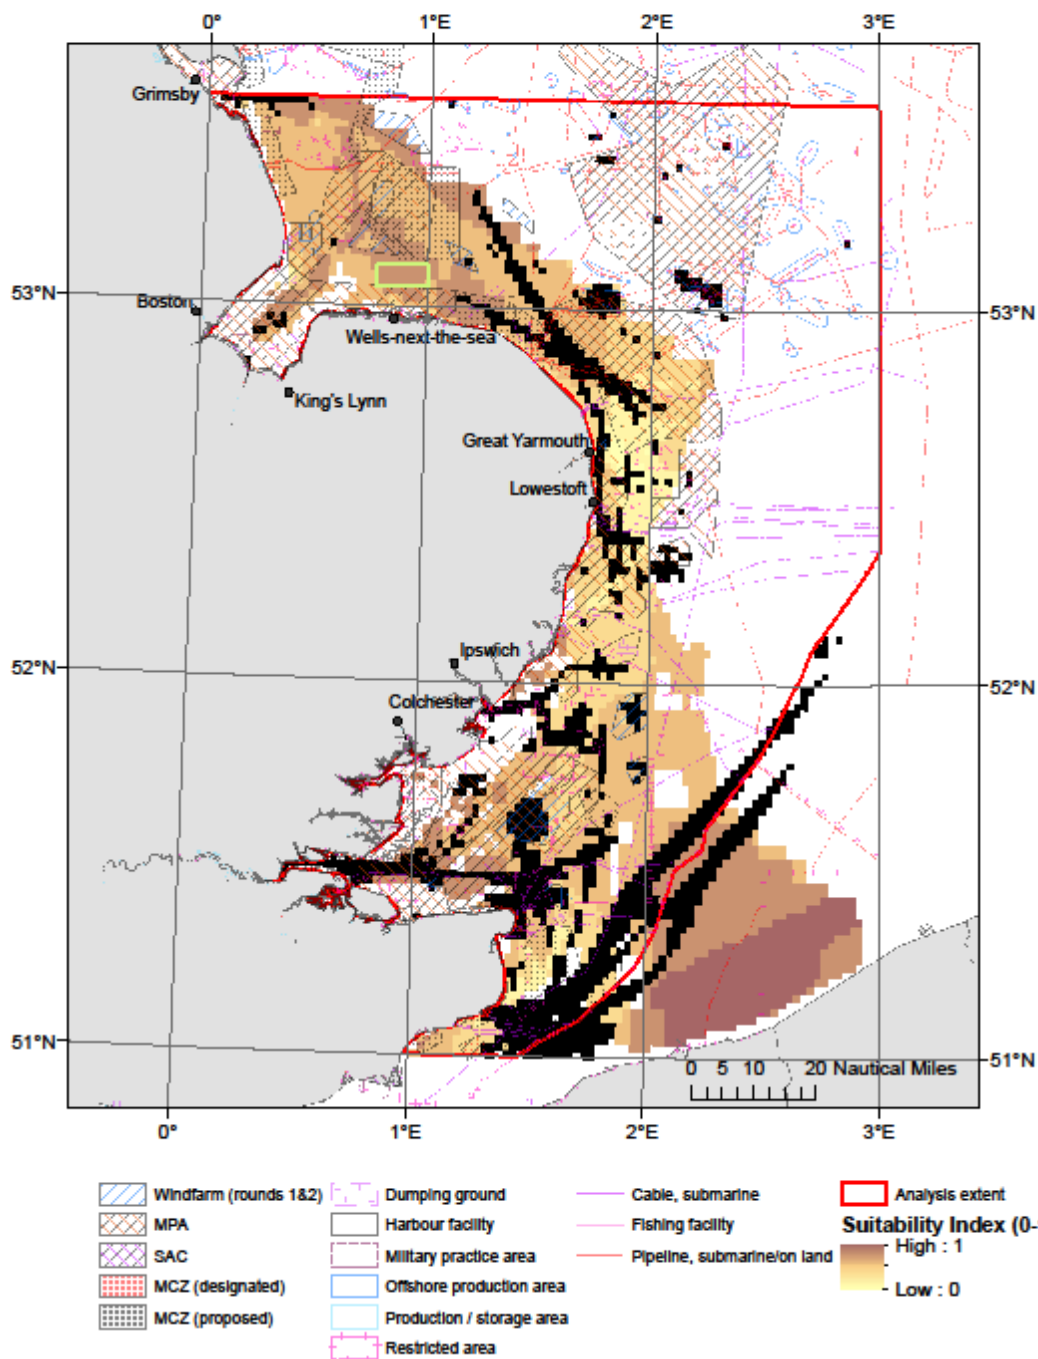 0° 1°E 2°E 3°E
Grimsby
53°N Boston 53°N
Wells-next-the-sea
King's Lynn
Great Yarmouth
Lowestoft
Ipswich
52°N 52°N
Colchester
51°N 51°N
0 5 10 20 Nautical Miles
0° 1°E 2°E 3°E
Windfarm (rounds 1&2) Dumping ground Cable, submarine Analysis extent
MPA Harbour facility Fishing facility Suitability Index (0-
SAC Military practice area Pipeline, submarine/on land High : 1
MCZ (designated) Offshore production area Low : 0
MCZ (proposed) Production / storage area
Restricted area